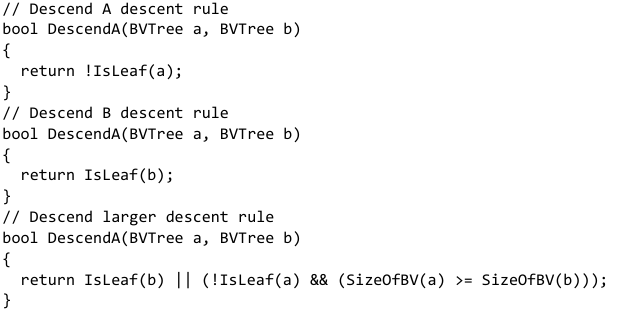 // Descend A descent rule
bool DescendA(BVTree a, BVTree b)
{
  return !IsLeaf(a);
}
// Descend B descent rule
bool DescendA(BVTree a, BVTree b)
{
  return IsLeaf(b);
}
// Descend larger descent rule
bool DescendA(BVTree a, BVTree b)
{
  return IsLeaf(b) || (!IsLeaf(a) && (SizeOfBV(a) >= SizeOfBV(b)));
}